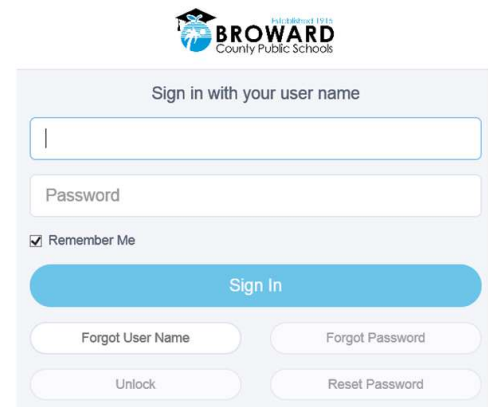 Established 1915
BROWARD
County Public Schools
Sign in with your user name
Password
Remember Me
Sign In
Forgot User Name
Forgot Password
Unlock
Reset Password